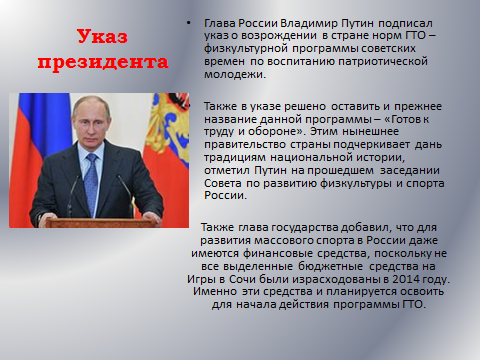 Указ
президента
• Глава России Владимир Путин подписал
указ о возрождении в стране норм ГТО –
физкультурной программы советских
времен по воспитанию патриотической
молодежи.
Также в указе решено оставить и прежнее
название данной программы – «Готов к
труду и обороне». Этим нынешнее
правительство страны подчеркивает дань
традициям национальной истории,
отметил Путин на прошедшем заседании
Совета по развитию физкультуры и спорта
России.
Также глава государства добавил, что для
развития массового спорта в России даже
имеются финансовые средства, поскольку не
все выделенные бюджетные средства на
Игры в Сочи были израсходованы в 2014 году.
Именно эти средства и планируется освоить
для начала действия программы ГТО.